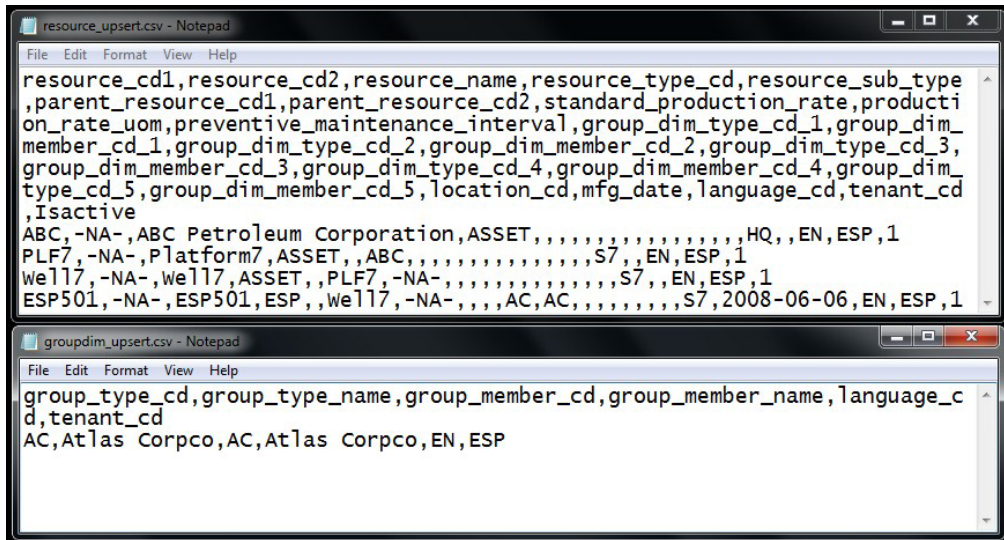 resource_upsert.csv - Notepad
File Edit Format View Help
resource_cd1,resource_cd2,resource_name,resource_type_cd,resource_sub_type
,parent_resource_cd1,parent_resource_cd2,standard_production_rate,producti
on_rate_uom,preventive_maintenance_interval,group_dim_type_cd_1,group_dim_
member_cd_1,group_dim_type_cd_2,group_dim_member_cd_2,group_dim_type_cd_3,
group_dim_member_cd_3,group_dim_type_cd_4,group_dim_member_cd_4,group_dim_
type_cd_5,group_dim_member_cd_5,location_cd,mfg_date,language_cd,tenant_cd
,Isactive
ABC,-NA-,ABC Petroleum Corporation,ASSET,,,,,,,,,,,,,,,,,HQ,,EN,ESP,1
PLF7,-NA-,Platform7,ASSET,,ABC,,,,,,,,,,,,,,,S7,,EN,ESP,1
Well7,-NA-,Well7,ASSET,,PLF7,-NA-,,,,,,,,,,,,,,S7,,EN,ESP,1
ESP501,-NA-,ESP501,ESP,,Well7,-NA-,,,,AC,AC,,,,,,,,,S7,2008-06-06,EN,ESP,1
groupdim_upsert.csv - Notepad
File Edit Format View Help
group_type_cd,group_type_name,group_member_cd,group_member_name,language_c
d,tenant_cd
AC,Atlas Corpco,AC,Atlas Corpco,EN,ESP